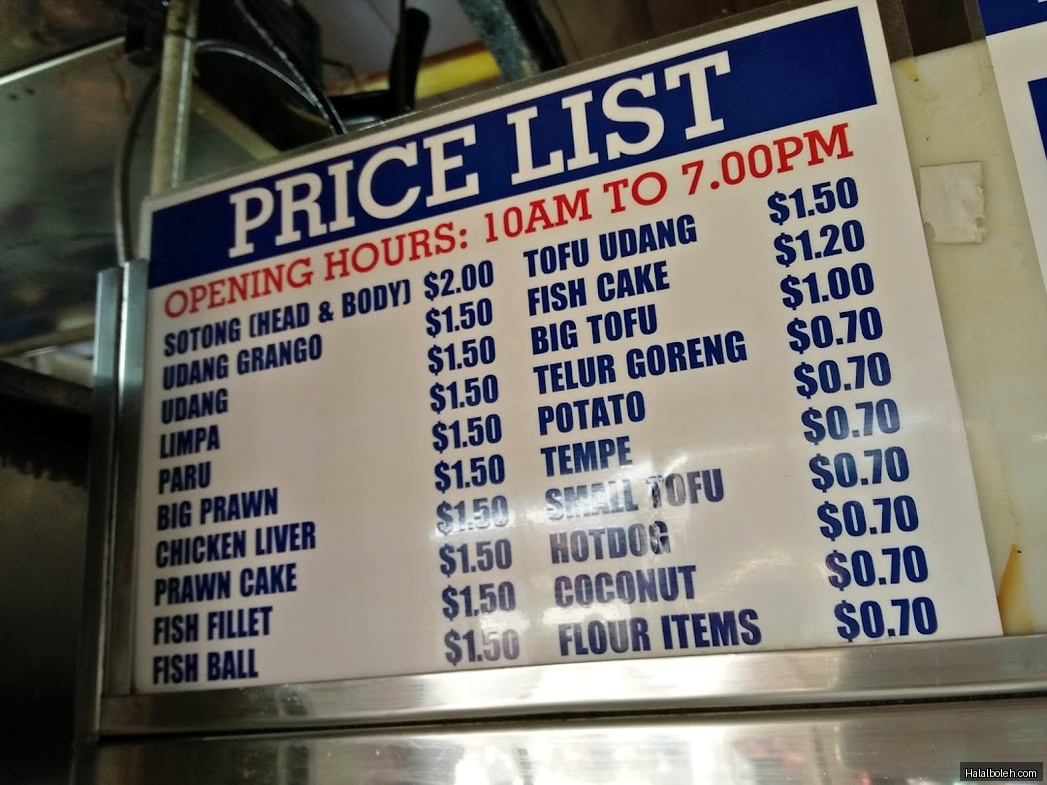 PRICE LIST
OPENING HOURS: 10AM TO 7.00PM
SOTONG (HEAD & BODY) $2.00
UDANG GRANGO $1.50
UDANG $1.50
LIMPA $1.50
PARU $1.50
BIG PRAWN $1.50
CHICKEN LIVER $1.50
PRAWN CAKE $1.50
FISH FILLET $1.50
FISH BALL $1.50
TOFU UDANG $1.50
FISH CAKE $1.20
BIG TOFU $1.00
TELUR GORENG $0.70
POTATO $0.70
TEMPE $0.70
SMALL TOFU $0.70
HOTDOG $0.70
COCONUT $0.70
FLOUR ITEMS $0.70
Halalboleh.com